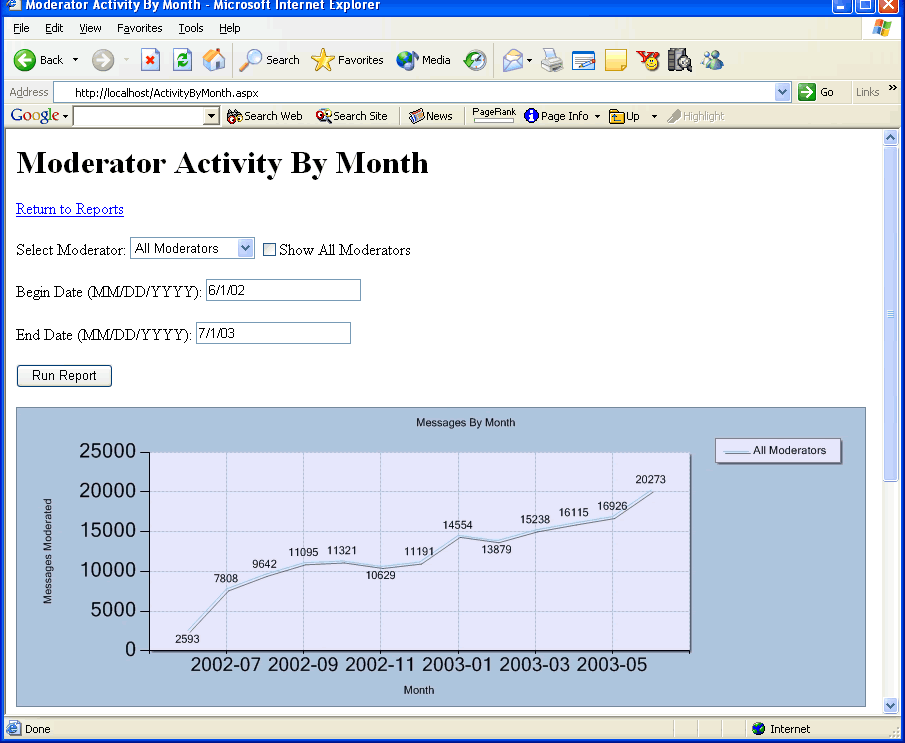 Moderator Activity By Month - Microsoft Internet Explorer
File Edit View Favorites Tools Help
Back Search Favorites Media
Address http://localhost/ActivityByMonth.aspx Go Links »
Google Search Web Search Site News PageRank Page Info Up Highlight
Moderator Activity By Month
Return to Reports
Select Moderator: All Moderators Show All Moderators
Begin Date (MM/DD/YYYY): 6/1/02
End Date (MM/DD/YYYY): 7/1/03
Run Report
Messages By Month
All Moderators
Messages Moderated
25000
20000
15000
10000
5000
0
2593
7808
9642
11095
11321
10629
11191
14554
13879
15238
16115
16926
20273
2002-07 2002-09 2002-11 2003-01 2003-03 2003-05
Month
Done Internet